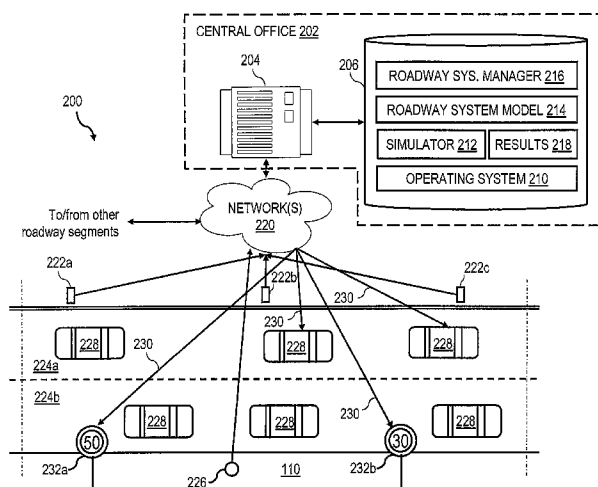 CENTRAL OFFICE 202
204
206
ROADWAY SYS. MANAGER 216
ROADWAY SYSTEM MODEL 214
SIMULATOR 212
RESULTS 218
OPERATING SYSTEM 210
200
NETWORK(S)
220
To/from other
roadway segments
222a
222b
222c
230
230
228
228
228
230
224a
224b
230
228
228
228
50
30
232a
226
110
232b